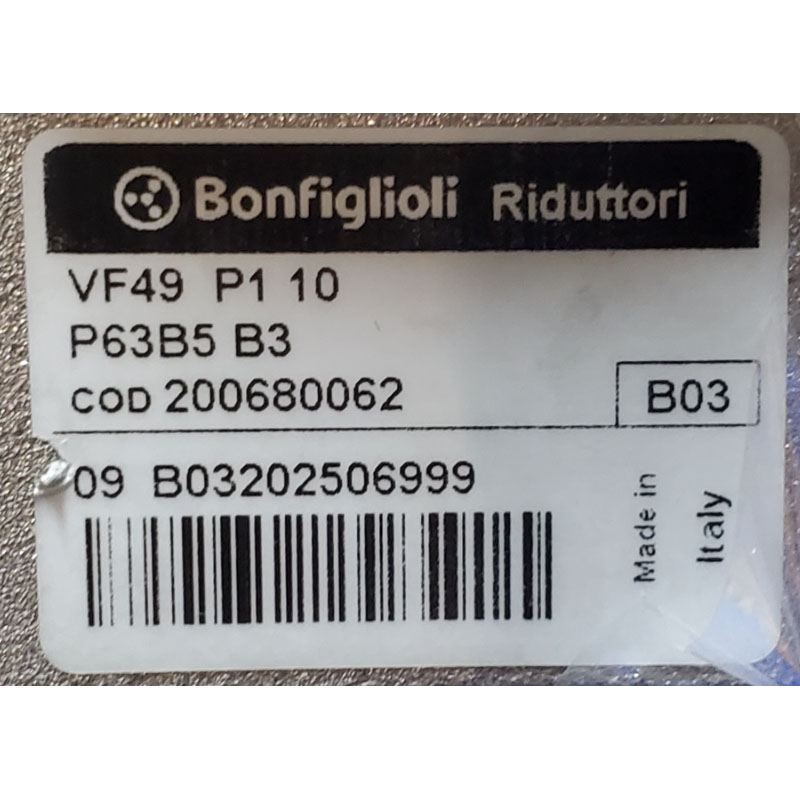 Bonfiglioli Riduttori
VF49 P1 10
P63B5 B3
COD 200680062
B03
09 B03202506999
Made in
Italy